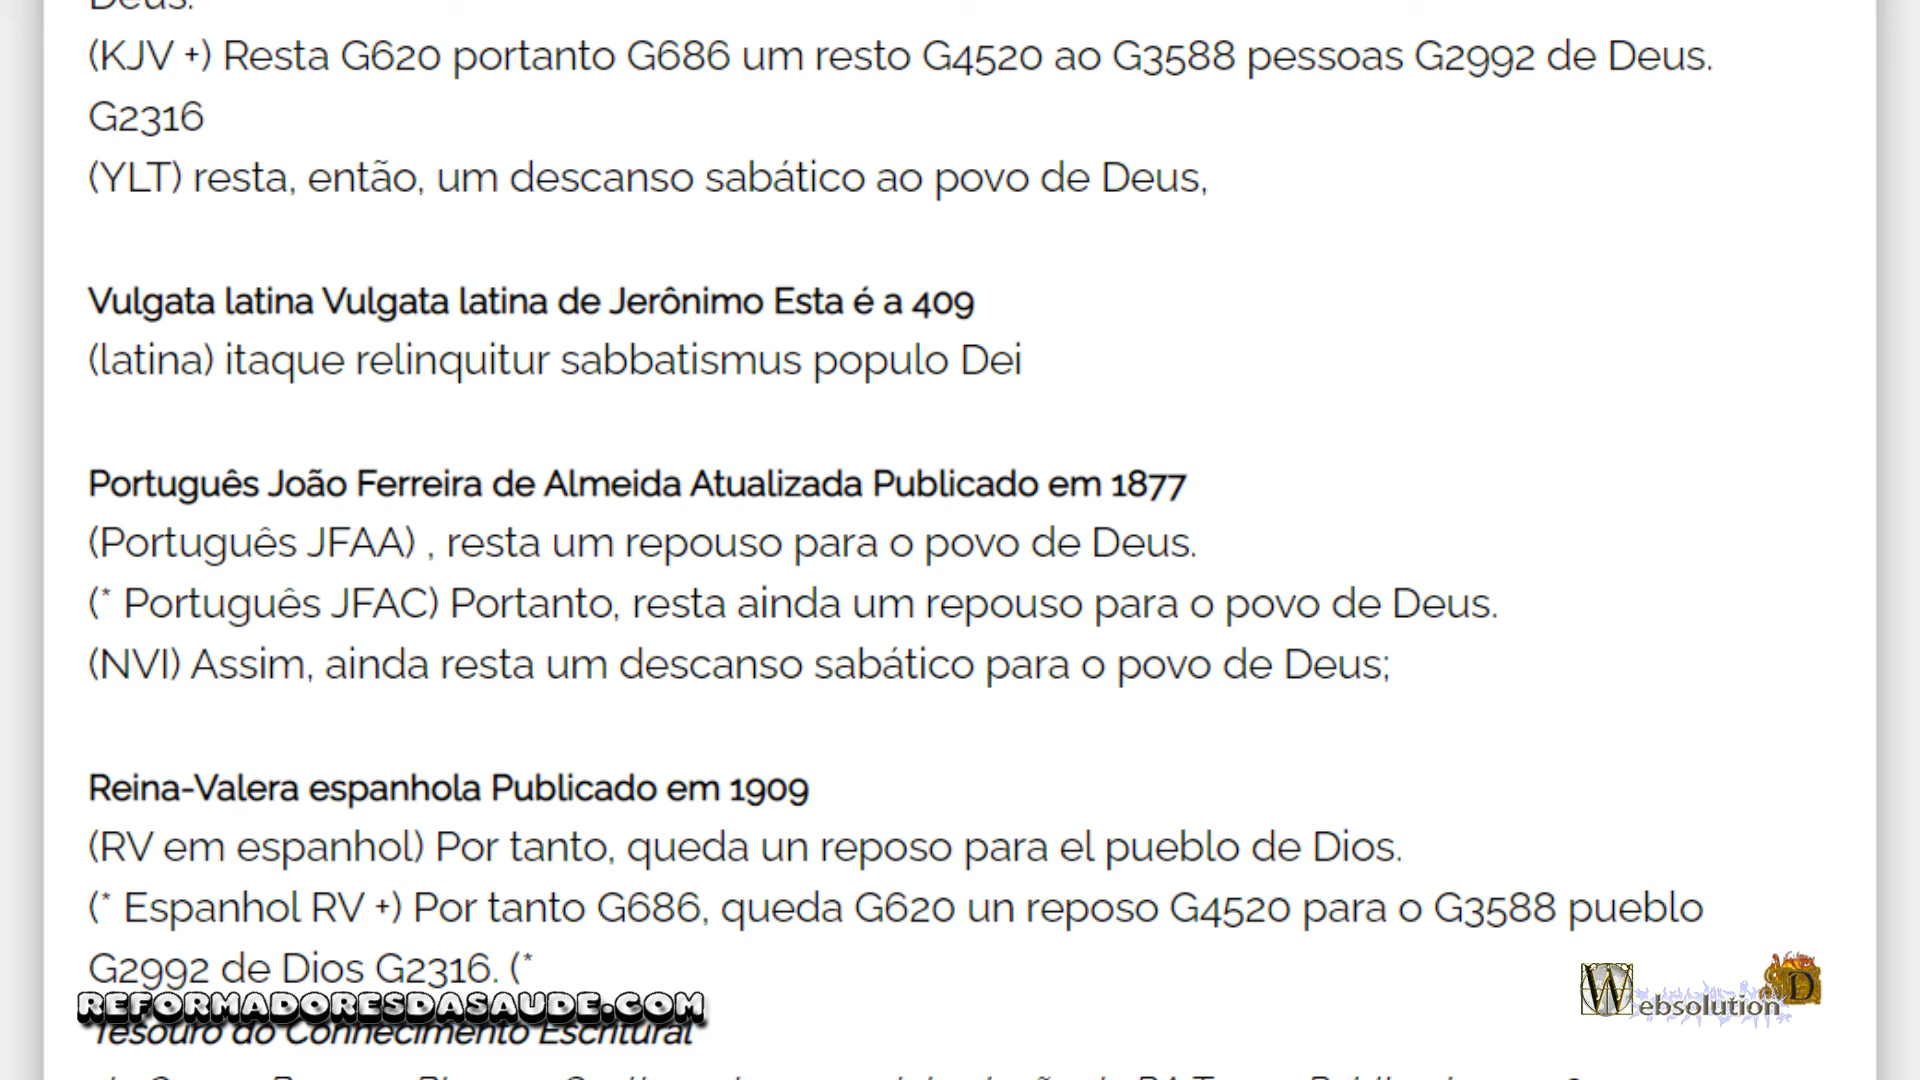 Deus.
(KJV +) Resta G620 portanto G686 um resto G4520 ao G3588 pessoas G2992 de Deus.
G2316
(YLT) resta, então, um descanso sabático ao povo de Deus,
Vulgata latina Vulgata latina de Jerônimo Esta é a 409
(latina) itaque relinquitur sabbatismus populo Dei
Português João Ferreira de Almeida Atualizada Publicado em 1877
(Português JFAA) , resta um repouso para o povo de Deus.
(* Português JFAC) Portanto, resta ainda um repouso para o povo de Deus.
(NVI) Assim, ainda resta um descanso sabático para o povo de Deus;
Reina-Valera espanhola Publicado em 1909
(RV em espanhol) Por tanto, queda un reposo para el pueblo de Dios.
(* Espanhol RV +) Por tanto G686, queda G620 un reposo G4520 para o G3588 pueblo
G2992 de Dios G2316. (*
REFORMADORESDASAUDE.COM
Websolution D
Tesouro do Conhecimento Escritural